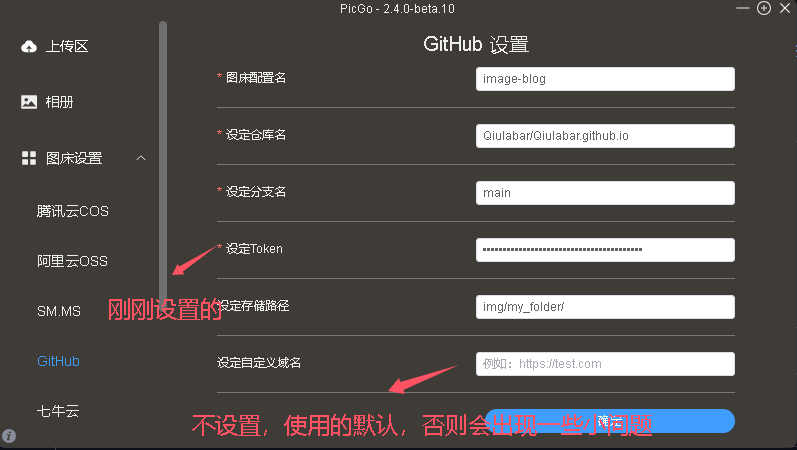 PicGo - 2.4.0-beta.10
上传区
相册
图床设置
腾讯云COS
阿里云OSS
SM.MS
GitHub
七牛云
GitHub 设置
* 图床配置名 image-blog
* 设定仓库名 Qiulabar/Qiulabar.github.io
* 设定分支名 main
* 设定Token
刚刚设置的
设定存储路径 img/my_folder/
设定自定义域名 例如：https://test.com
不设置，使用的默认，否则会出现一些小问题
确定